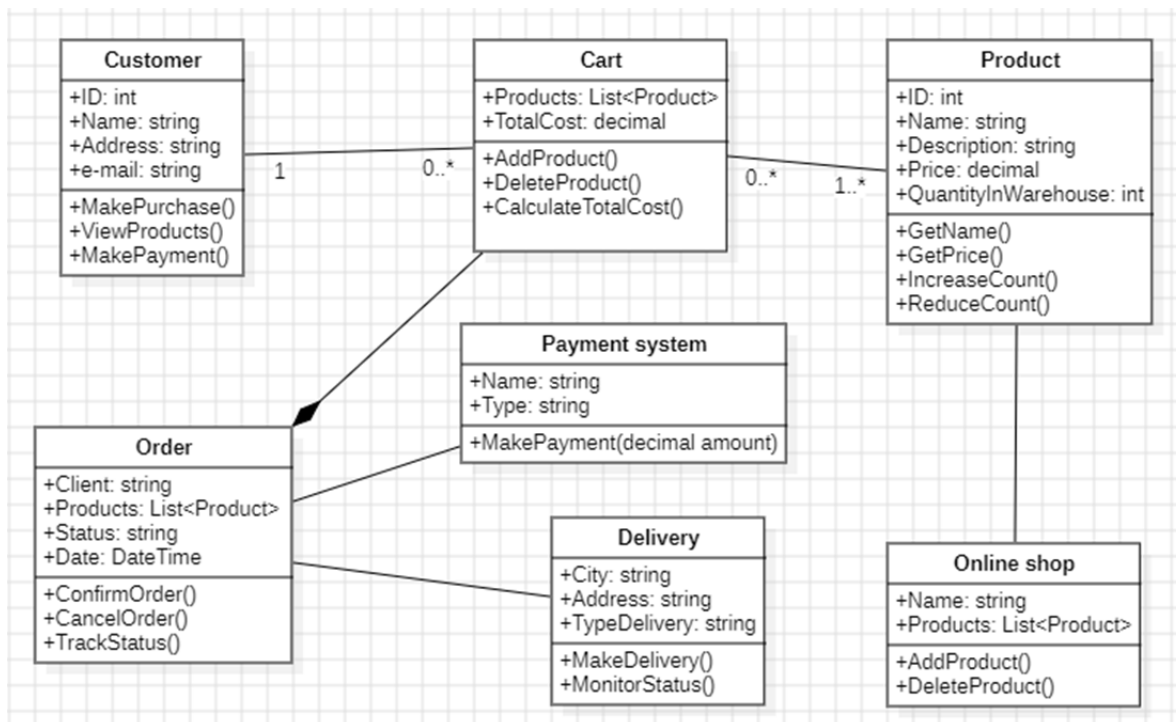 Customer
+ID: int
+Name: string
+Address: string
+e-mail: string
+MakePurchase()
+ViewProducts()
+MakePayment()
1
0..*
Cart
+Products: List<Product>
+TotalCost: decimal
+AddProduct()
+DeleteProduct()
+CalculateTotalCost()
0..*
1..*
Product
+ID: int
+Name: string
+Description: string
+Price: decimal
+QuantityInWarehouse: int
+GetName()
+GetPrice()
+IncreaseCount()
+ReduceCount()
Payment system
+Name: string
+Type: string
+MakePayment(decimal amount)
Order
+Client: string
+Products: List<Product>
+Status: string
+Date: DateTime
+ConfirmOrder()
+CancelOrder()
+TrackStatus()
Delivery
+City: string
+Address: string
+TypeDelivery: string
+MakeDelivery()
+MonitorStatus()
Online shop
+Name: string
+Products: List<Product>
+AddProduct()
+DeleteProduct()